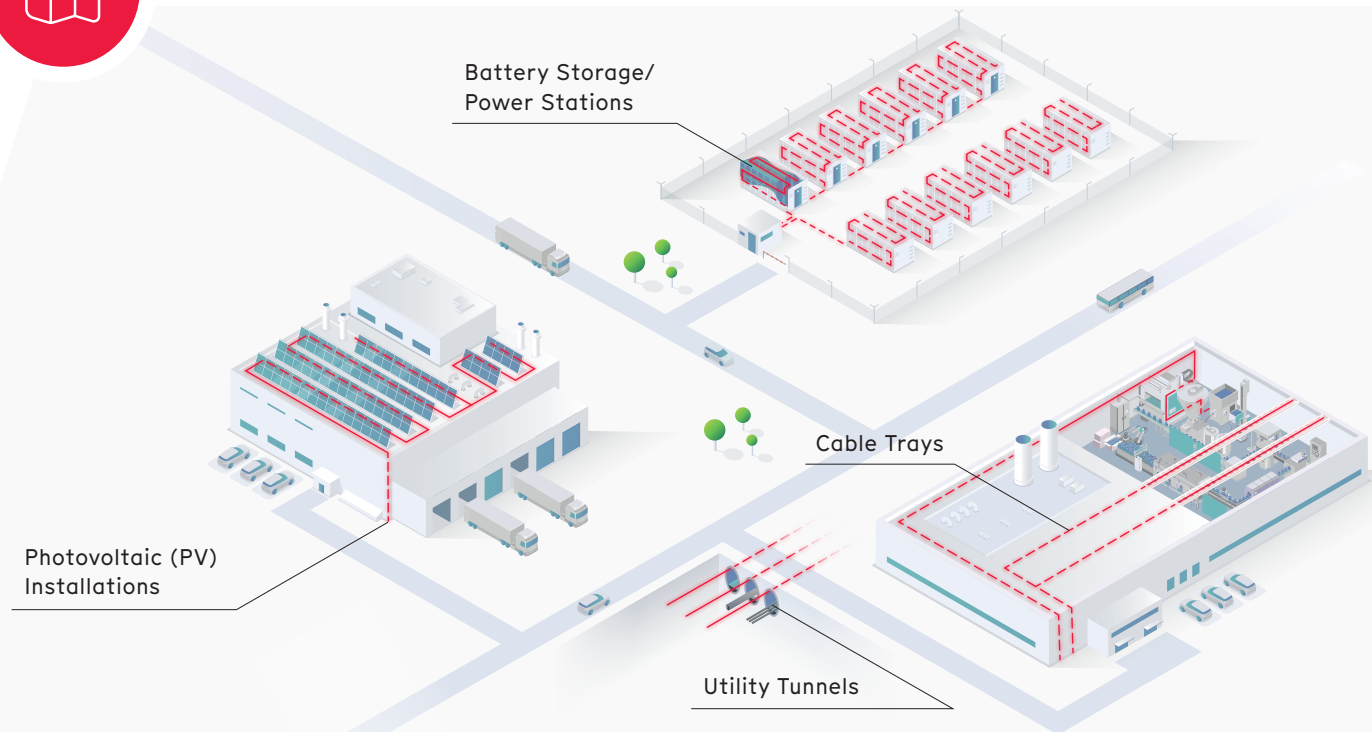 Battery Storage/
Power Stations
Cable Trays
Photovoltaic (PV)
Installations
Utility Tunnels